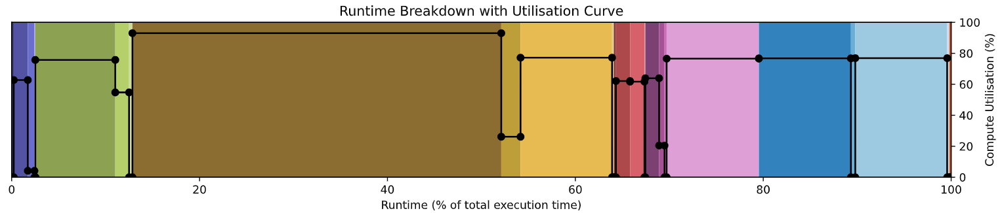 Runtime Breakdown with Utilisation Curve
100
80
60
40
20
0
Compute Utilisation (%)
0 20 40 60 80 100
Runtime (% of total execution time)